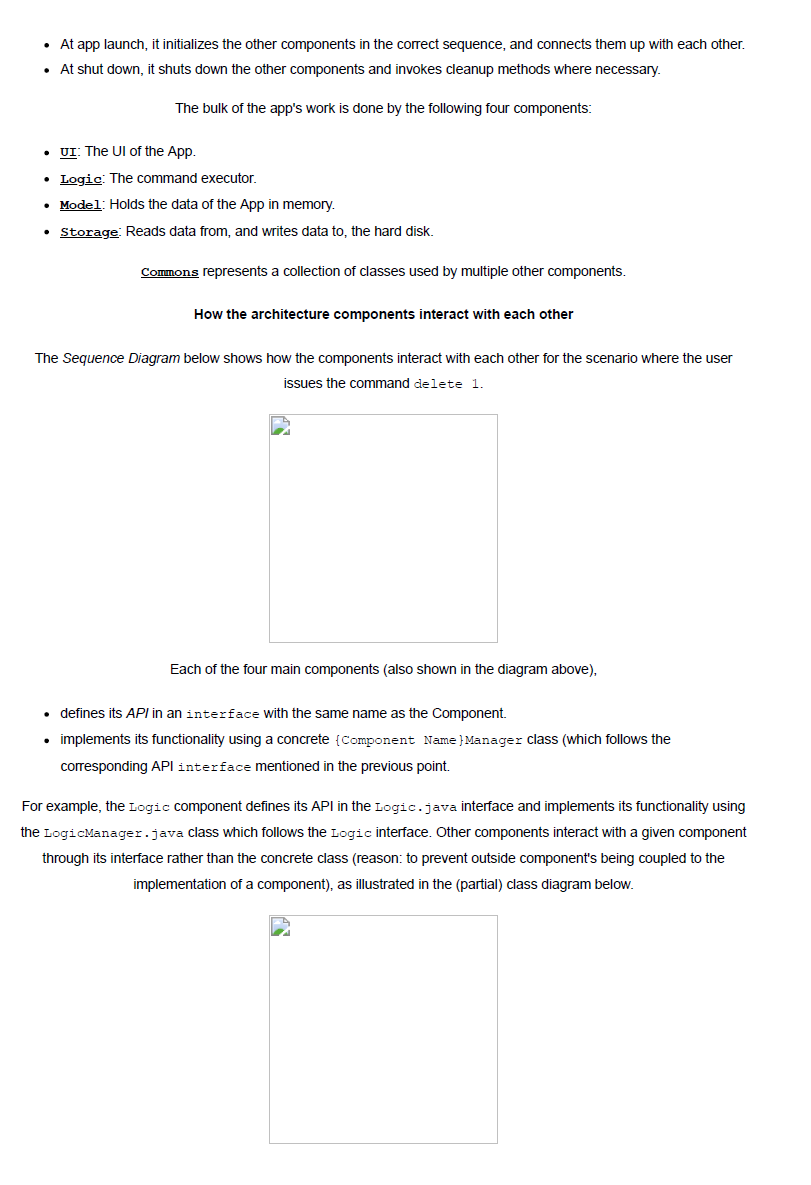 At app launch, it initializes the other components in the correct sequence, and connects them up with each other.
At shut down, it shuts down the other components and invokes cleanup methods where necessary.
The bulk of the app's work is done by the following four components:
UI: The UI of the App.
Logic: The command executor.
Model: Holds the data of the App in memory.
Storage: Reads data from, and writes data to, the hard disk.
Commons represents a collection of classes used by multiple other components.
How the architecture components interact with each other
The Sequence Diagram below shows how the components interact with each other for the scenario where the user
issues the command delete 1.
Each of the four main components (also shown in the diagram above),
defines its API in an interface with the same name as the Component.
implements its functionality using a concrete {Component Name}Manager class (which follows the
corresponding API interface mentioned in the previous point.
For example, the Logic component defines its API in the Logic.java interface and implements its functionality using
the LogicManager.java class which follows the Logic interface. Other components interact with a given component
through its interface rather than the concrete class (reason: to prevent outside component's being coupled to the
implementation of a component), as illustrated in the (partial) class diagram below.